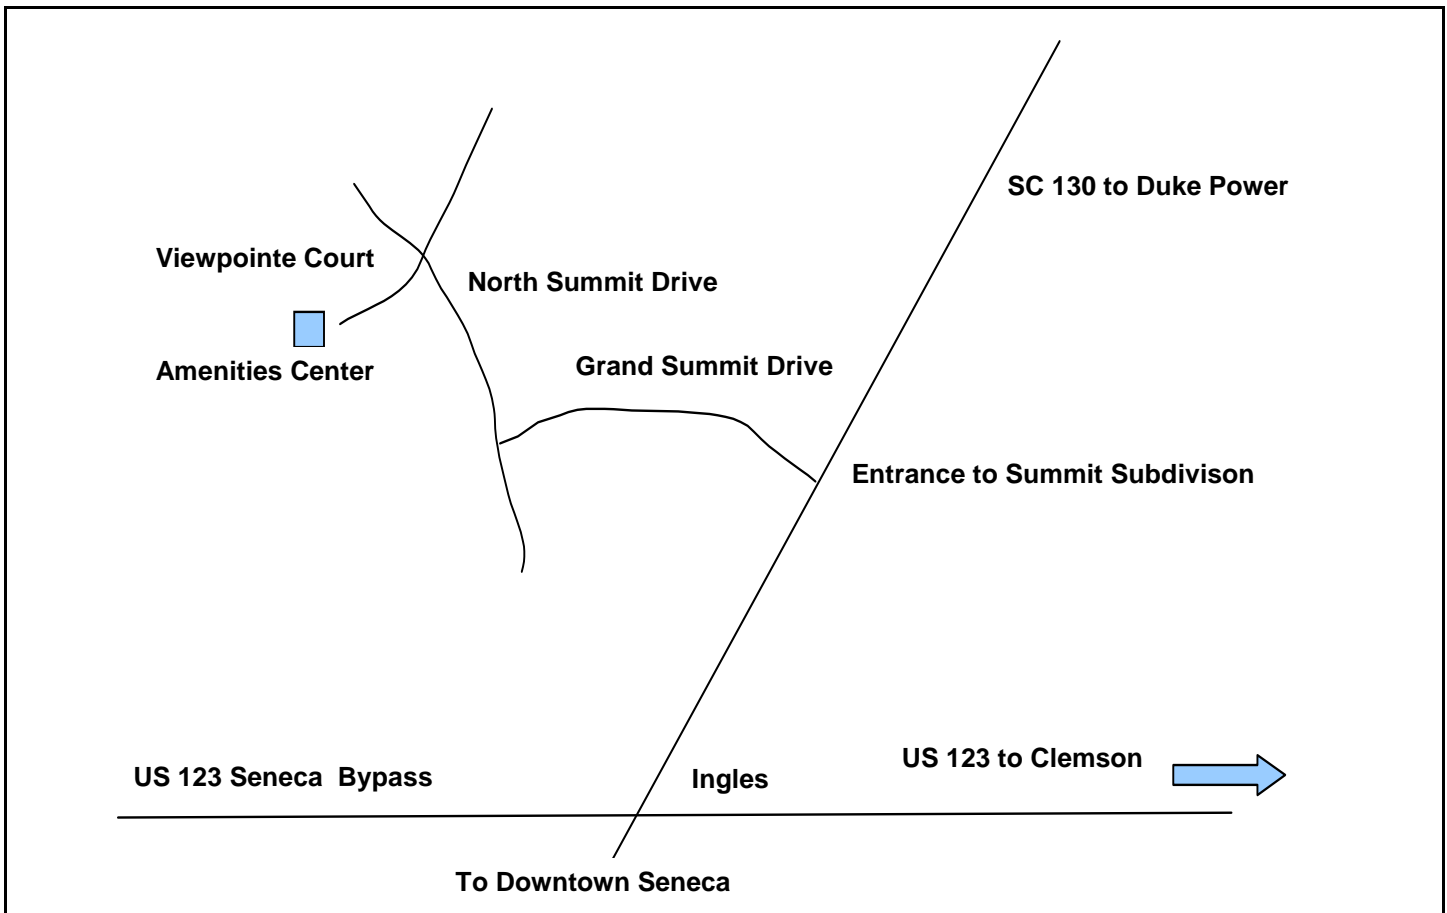 SC 130 to Duke Power
Viewpointe Court
North Summit Drive
Amenities Center
Grand Summit Drive
Entrance to Summit Subdivison
US 123 to Clemson
US 123 Seneca  Bypass
Ingles
To Downtown Seneca